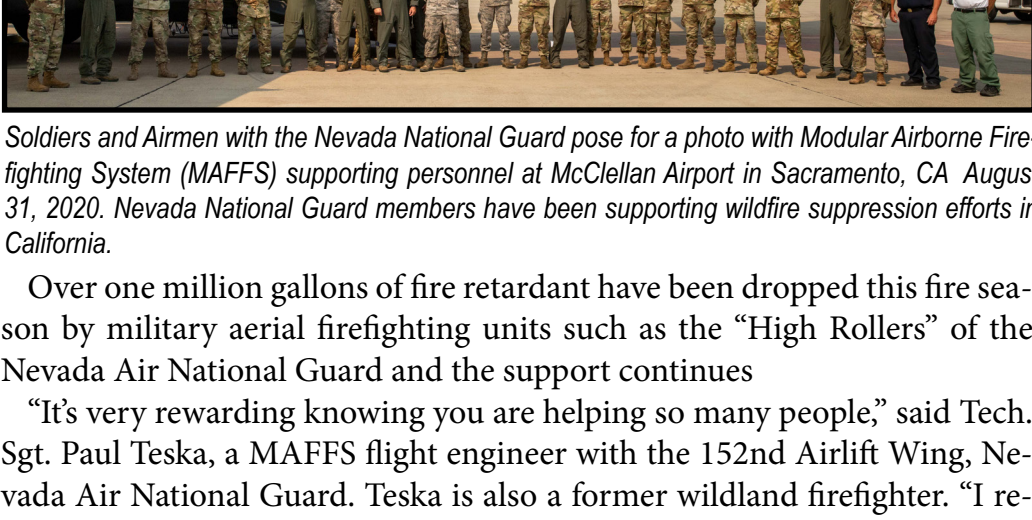 Soldiers and Airmen with the Nevada National Guard pose for a photo with Modular Airborne Fire-
fighting System (MAFFS) supporting personnel at McClellan Airport in Sacramento, CA Augus
31, 2020. Nevada National Guard members have been supporting wildfire suppression efforts in
California.
Over one million gallons of fire retardant have been dropped this fire sea-
son by military aerial firefighting units such as the “High Rollers” of the
Nevada Air National Guard and the support continues
“It’s very rewarding knowing you are helping so many people,” said Tech.
Sgt. Paul Teska, a MAFFS flight engineer with the 152nd Airlift Wing, Ne-
vada Air National Guard. Teska is also a former wildland firefighter. “I re-